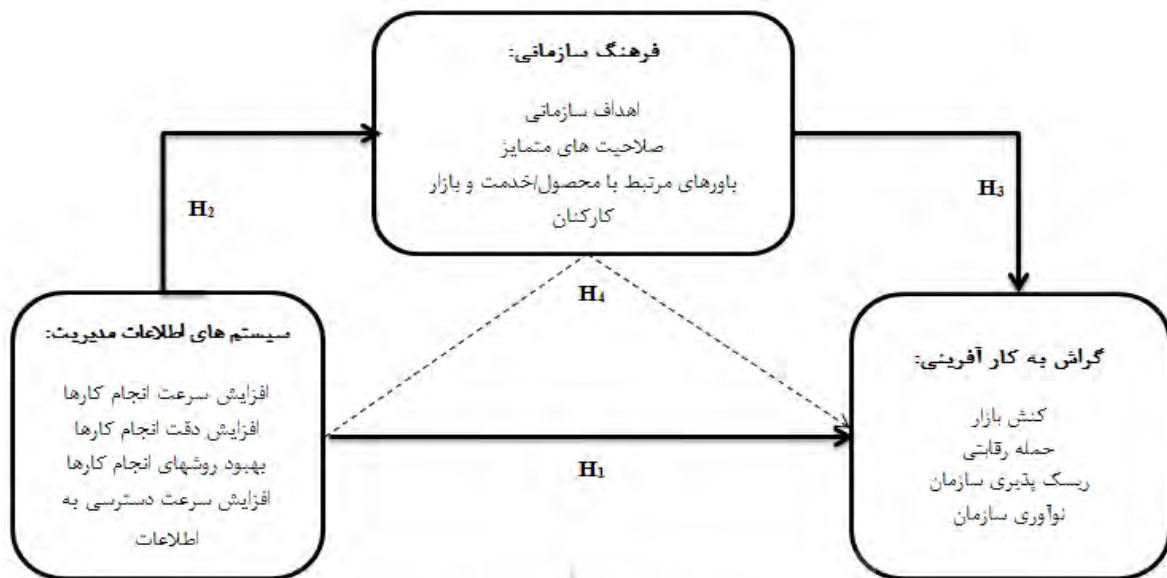 فرهنگ سازمانی:
اهداف سازمانی
صلاحیت های متمایز
باورهای مرتبط با محصول/خدمت و بازار
کارکنان
H₂
H₃
H₄
سیستم های اطلاعات مدیریت:
افزایش سرعت انجام کارها
افزایش دقت انجام کارها
بهبود روشهای انجام کارها
افزایش سرعت دسترسی به
اطلاعات
H₁
گراش به کار آفرینی:
کنش بازار
حمله رقابتی
ریسک پذیری سازمان
نوآوری سازمان